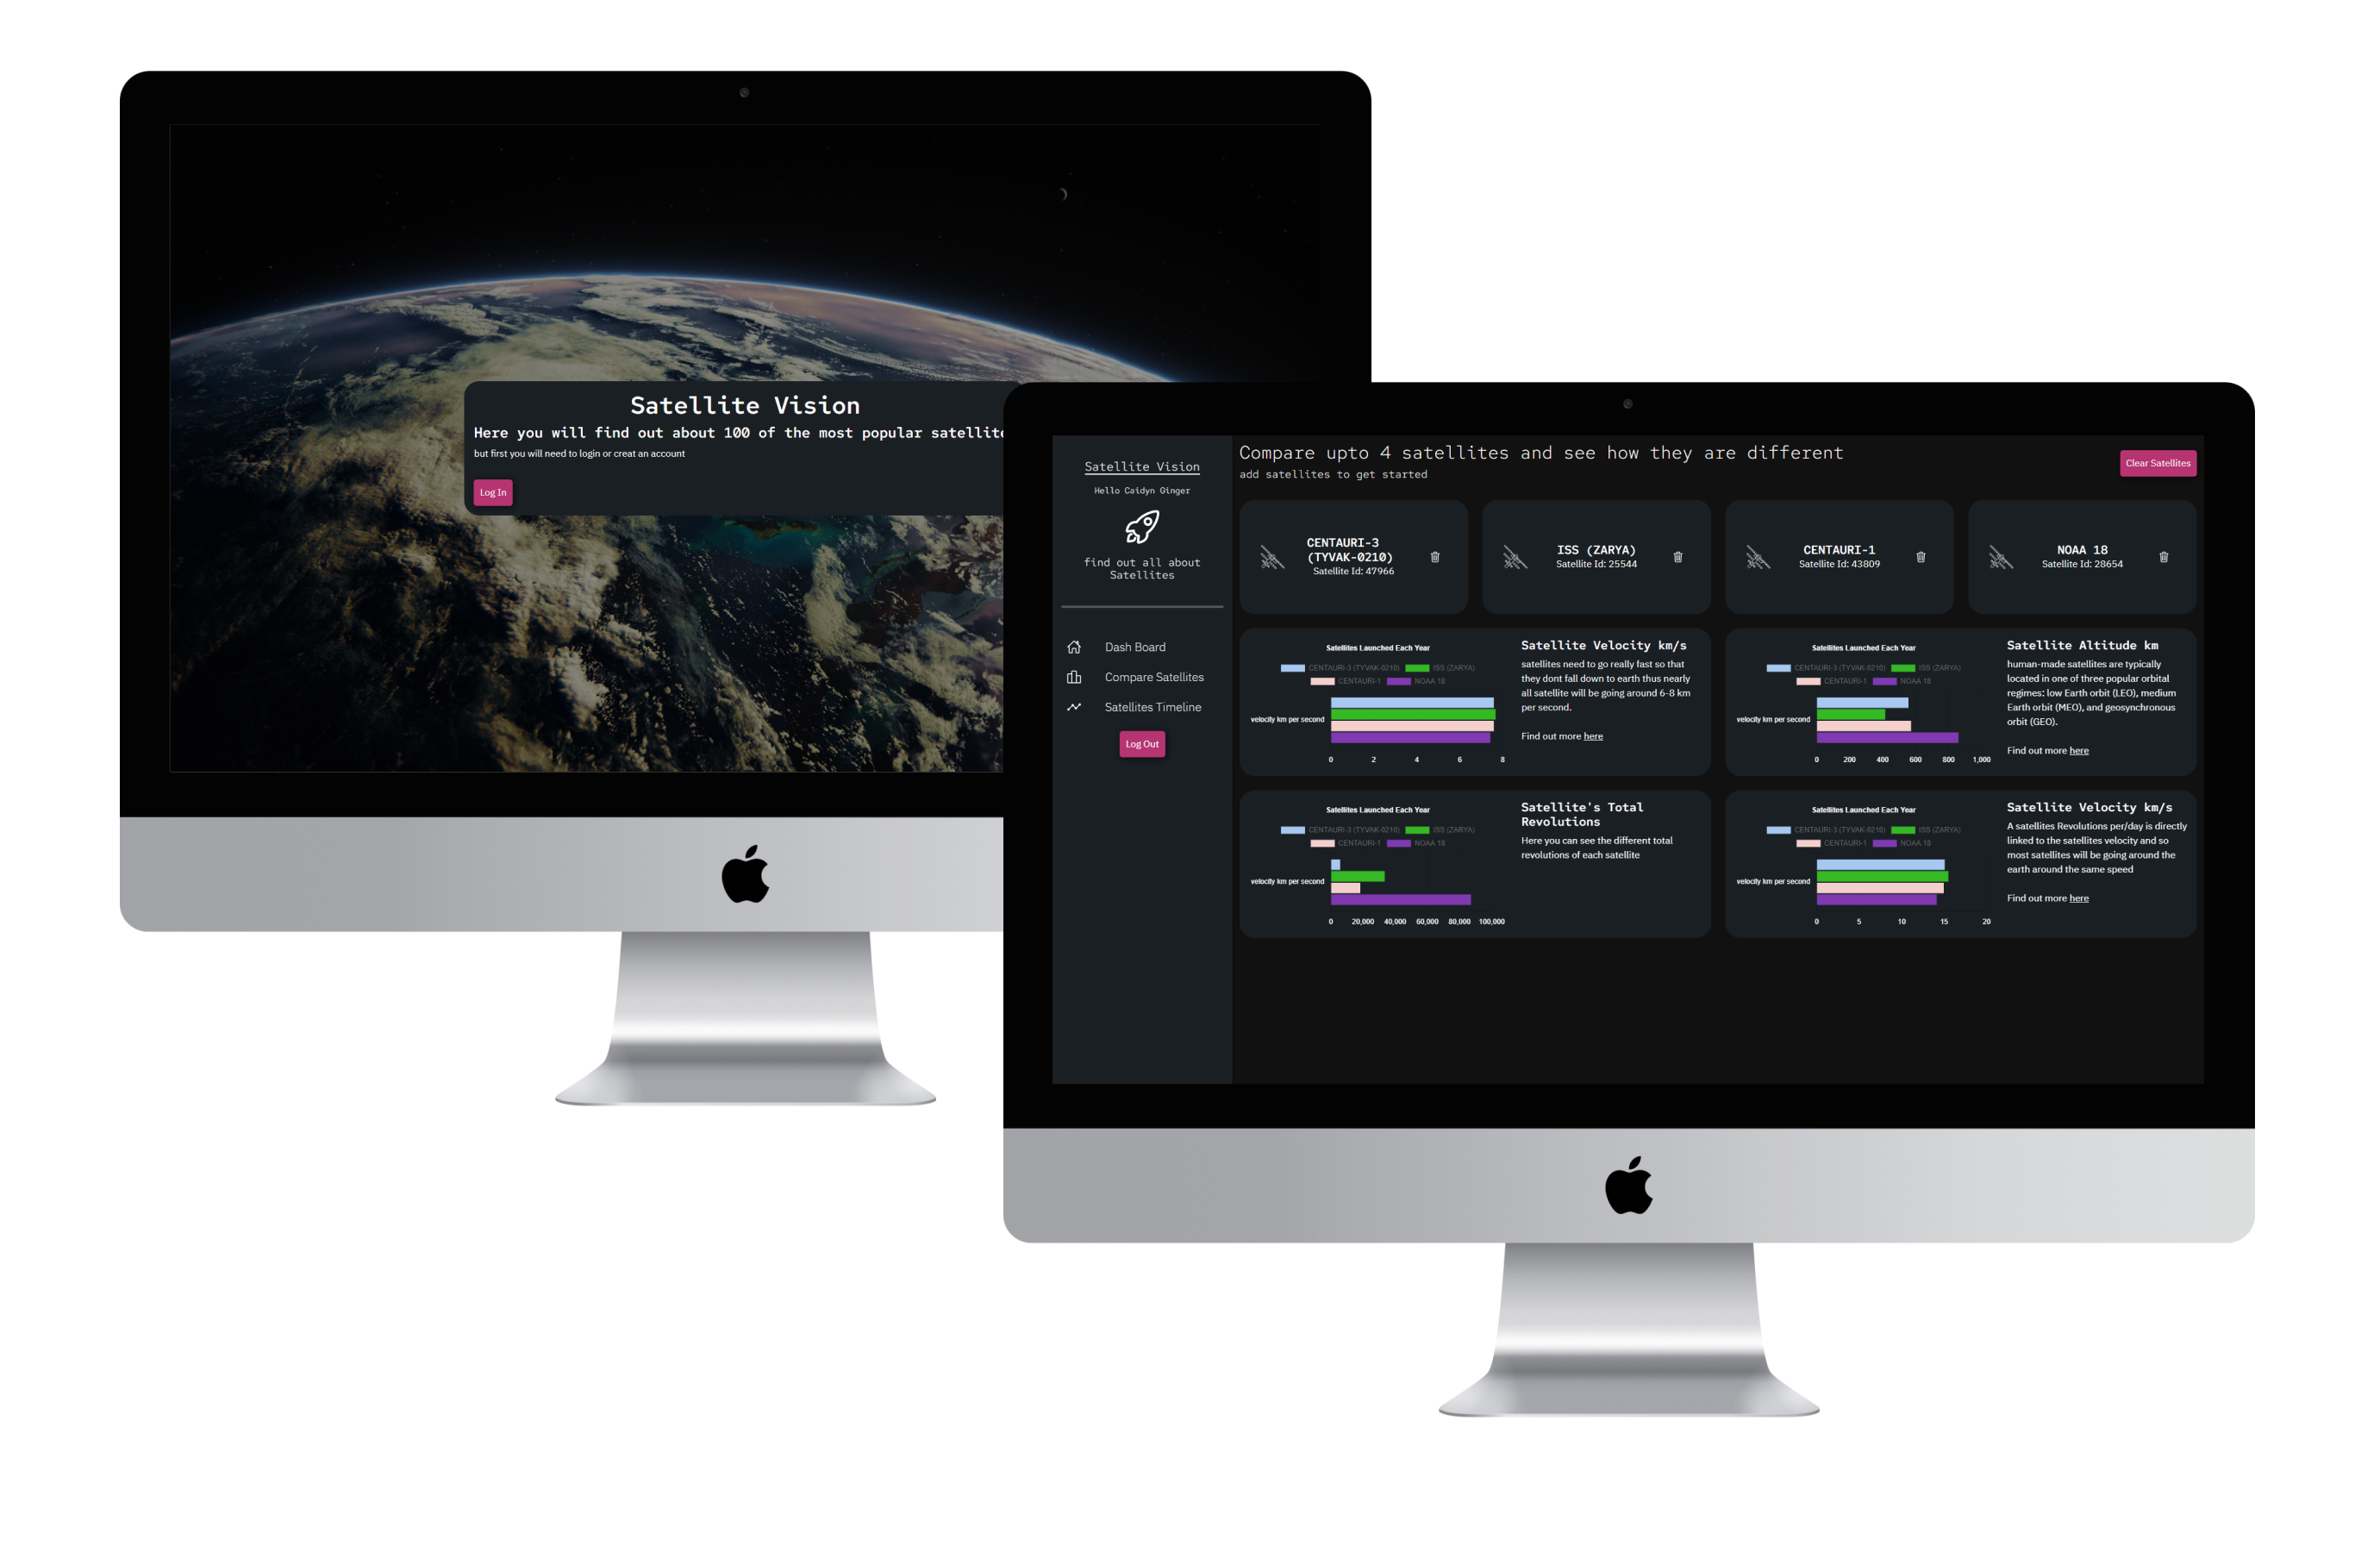 Satellite Vision
Here you will find out about 100 of the most popular satellite
but first you will need to login or creat an account
Log In
Satellite Vision
Hello Caidyn Ginger
find out all about
Satellites
Dash Board
Compare Satellites
Satellites Timeline
Log Out
Compare upto 4 satellites and see how they are different
add satellites to get started
Clear Satellites
CENTAURI-3
(TYVAK-0210)
Satellite Id: 47966
ISS (ZARYA)
Satellite Id: 25544
CENTAURI-1
Satellite Id: 43809
NOAA 18
Satellite Id: 28654
Satellites Launched Each Year
CENTAURI-3 (TYVAK-0210) ISS (ZARYA)
CENTAURI-1 NOAA 18
velocity km per second
0 2 4 6 8
Satellite Velocity km/s
satellites need to go really fast so that
they dont fall down to earth thus nearly
all satellite will be going around 6-8 km
per second.
Find out more here
Satellites Launched Each Year
CENTAURI-3 (TYVAK-0210) ISS (ZARYA)
CENTAURI-1 NOAA 18
velocity km per second
0 200 400 600 800 1,000
Satellite Altitude km
human-made satellites are typically
located in one of three popular orbital
regimes: low Earth orbit (LEO), medium
Earth orbit (MEO), and geosynchronous
orbit (GEO).
Find out more here
Satellites Launched Each Year
CENTAURI-3 (TYVAK-0210) ISS (ZARYA)
CENTAURI-1 NOAA 18
velocity km per second
0 20,000 40,000 60,000 80,000 100,000
Satellite's Total
Revolutions
Here you can see the different total
revolutions of each satellite
Satellites Launched Each Year
CENTAURI-3 (TYVAK-0210) ISS (ZARYA)
CENTAURI-1 NOAA 18
velocity km per second
0 5 10 15 20
Satellite Velocity km/s
A satellites Revolutions per/day is directly
linked to the satellites velocity and so
most satellites will be going around the
earth around the same speed
Find out more here